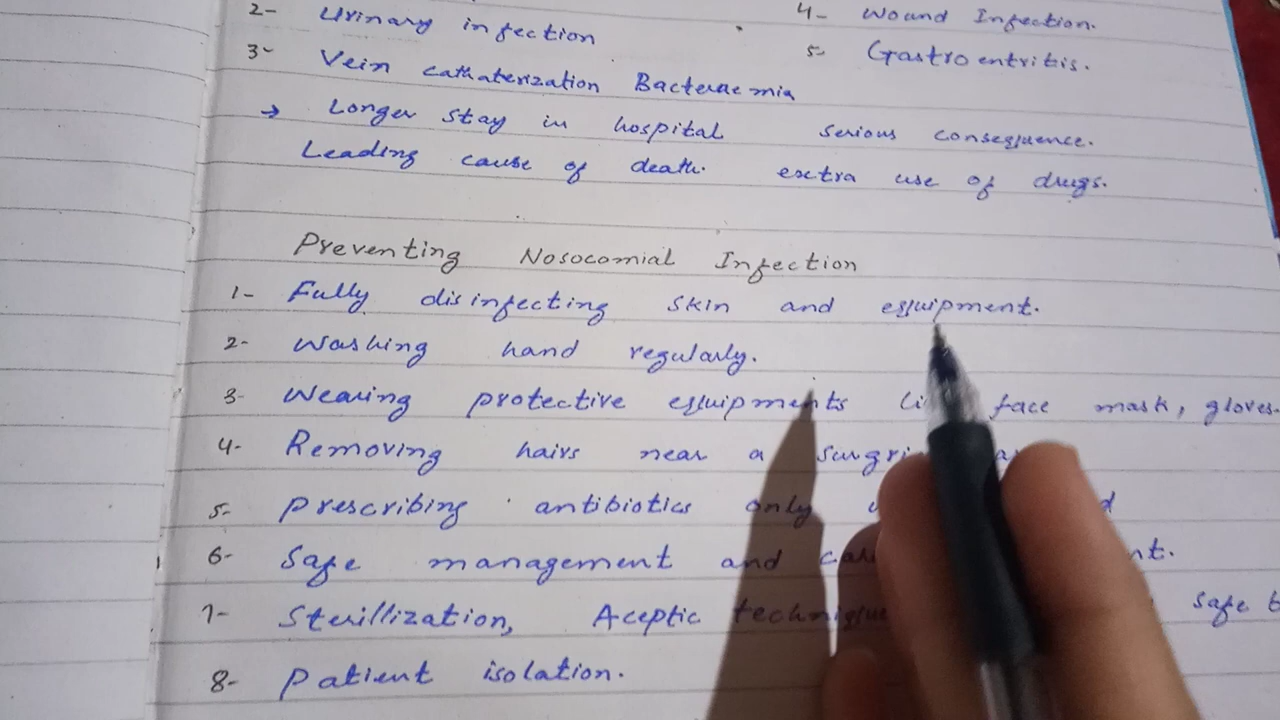 2- Urinary infection 4- Wound Infection.
3- Vein cathaterization Bacteraemia 5- Gastroentritis.
→ Longer stay in hospital serious consequence.
Leading cause of death. extra use of drugs.
Preventing Nosocomial Infection
1- Fully disinfecting skin and equipment.
2- washing hand regularly.
3- Wearing protective equipments face mask, gloves.
4- Removing hairs near a
5- prescribing antibiotics only
6- Safe management and
7- Sterillization, Aceptic safe
8- patient isolation.